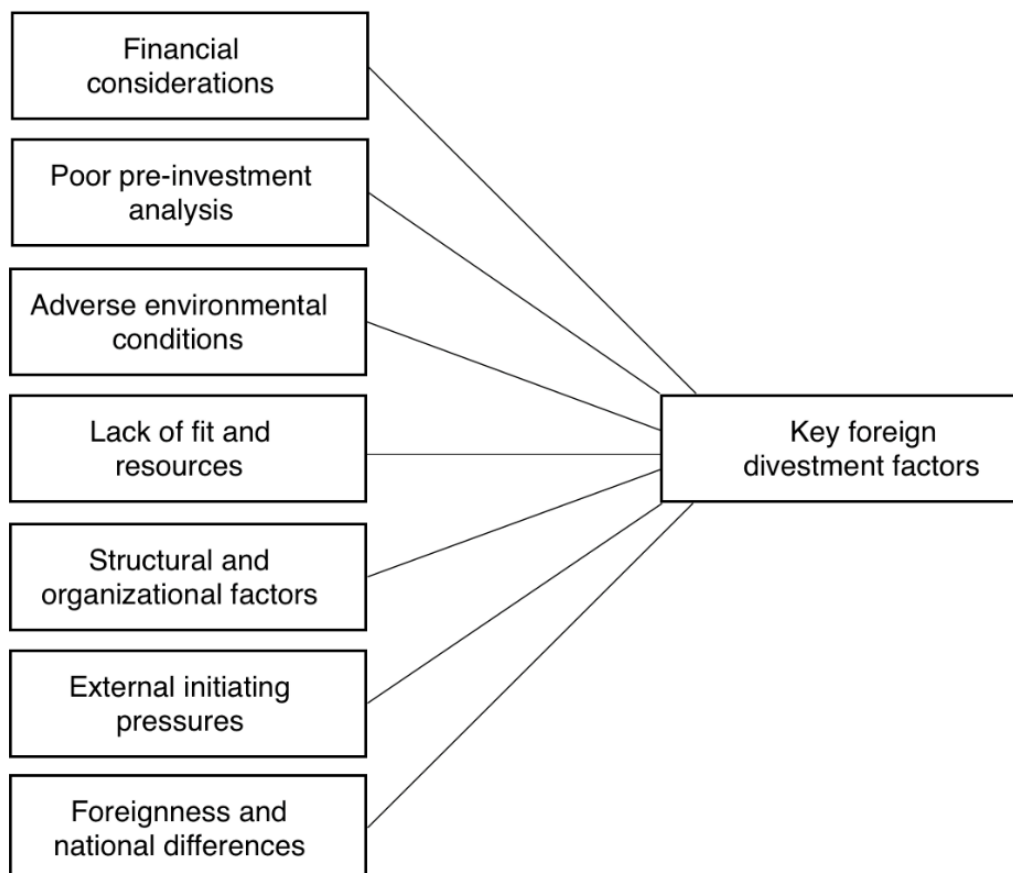 Financial
considerations
Poor pre-investment
analysis
Adverse environmental
conditions
Lack of fit and
resources
Key foreign
divestment factors
Structural and
organizational factors
External initiating
pressures
Foreignness and
national differences